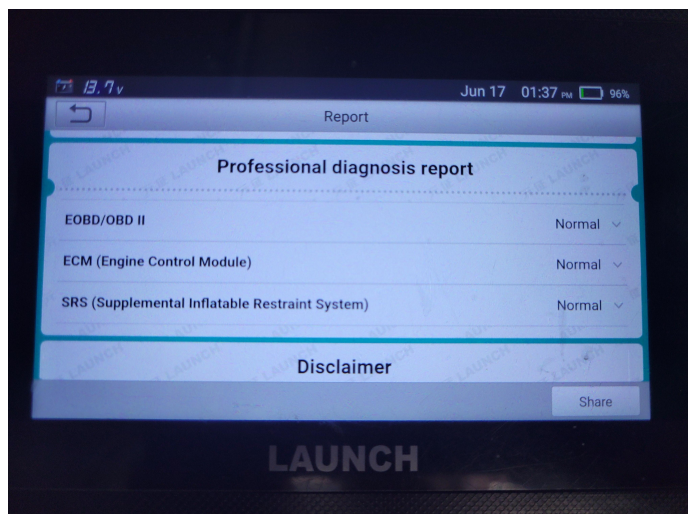 13.7v Jun 17 01:37 PM 96%
Report
Professional diagnosis report
EOBD/OBD II Normal
ECM (Engine Control Module) Normal
SRS (Supplemental Inflatable Restraint System) Normal
Disclaimer
Share
LAUNCH